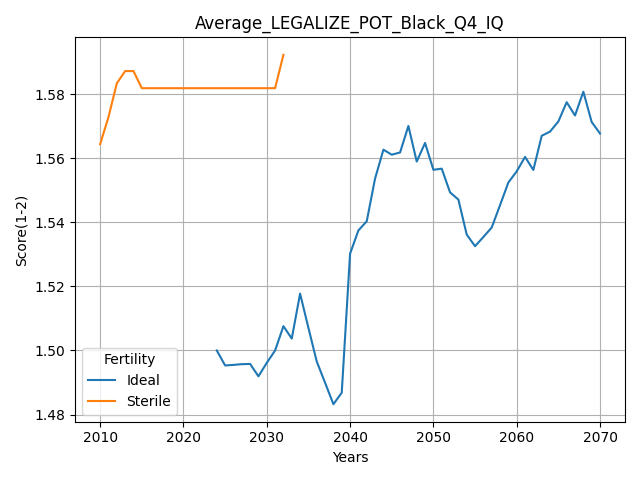 Average_LEGALIZE_POT_Black_Q4_IQ
Score(1-2)
1.58
1.56
1.54
1.52
1.50
1.48
Fertility
Ideal
Sterile
2010 2020 2030 2040 2050 2060 2070
Years